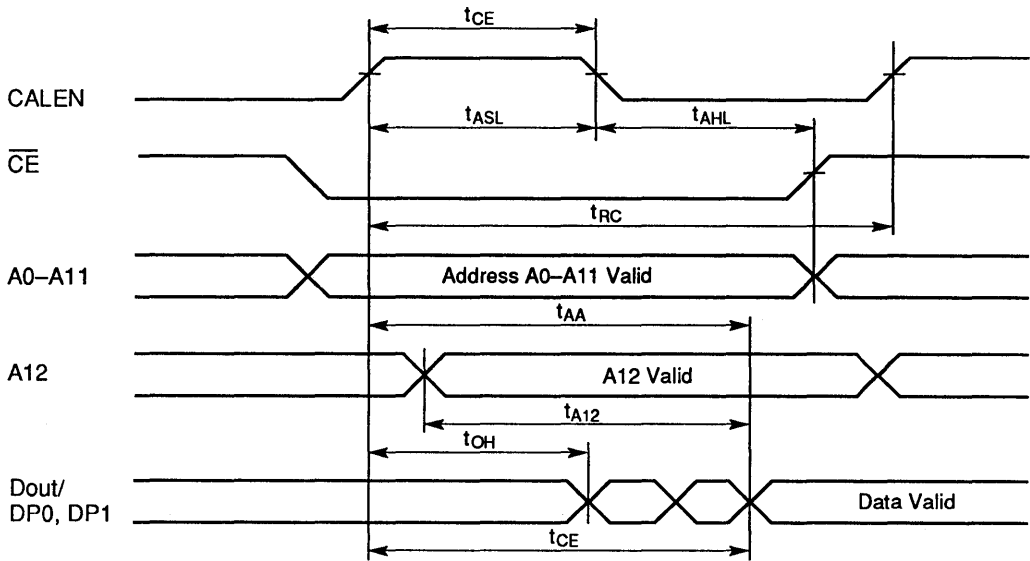 tCE
CALEN
tASL
tAHL
CE
tRC
A0–A11
Address A0–A11 Valid
tAA
A12
A12 Valid
tA12
tOH
Dout/
DP0, DP1
Data Valid
tCE